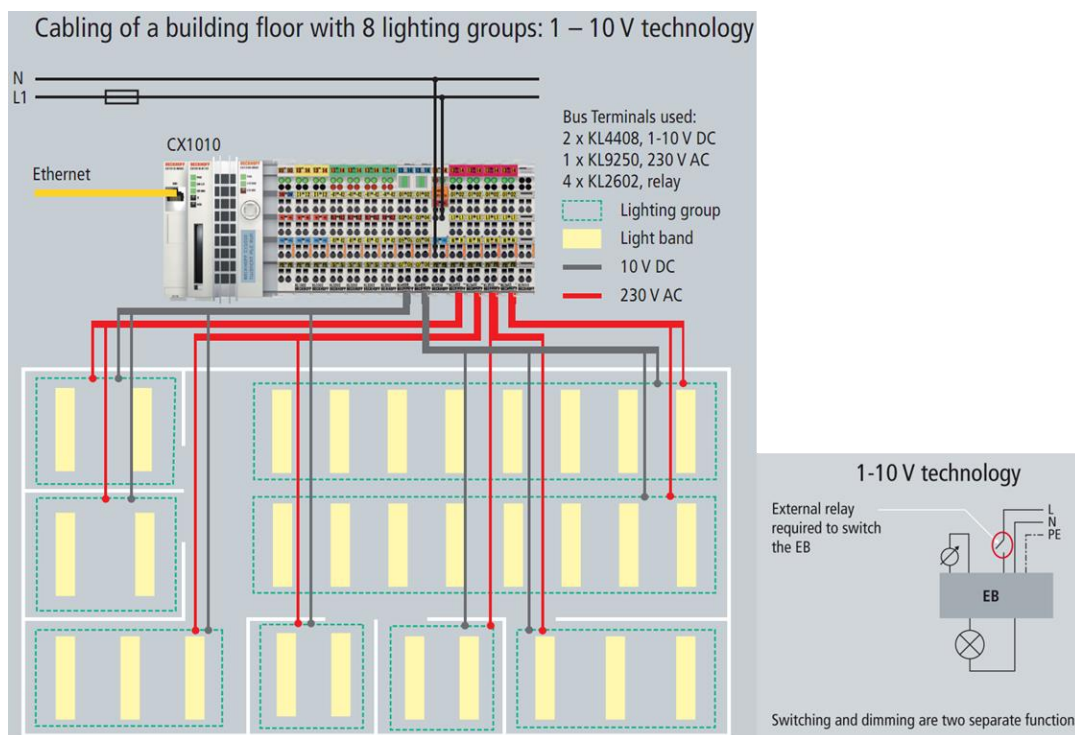 Cabling of a building floor with 8 lighting groups: 1 – 10 V technology
N
L1
CX1010
Ethernet
Bus Terminals used:
2 x KL4408, 1-10 V DC
1 x KL9250, 230 V AC
4 x KL2602, relay
Lighting group
Light band
10 V DC
230 V AC
1-10 V technology
External relay
required to switch
the EB
L
N
PE
EB
Switching and dimming are two separate function